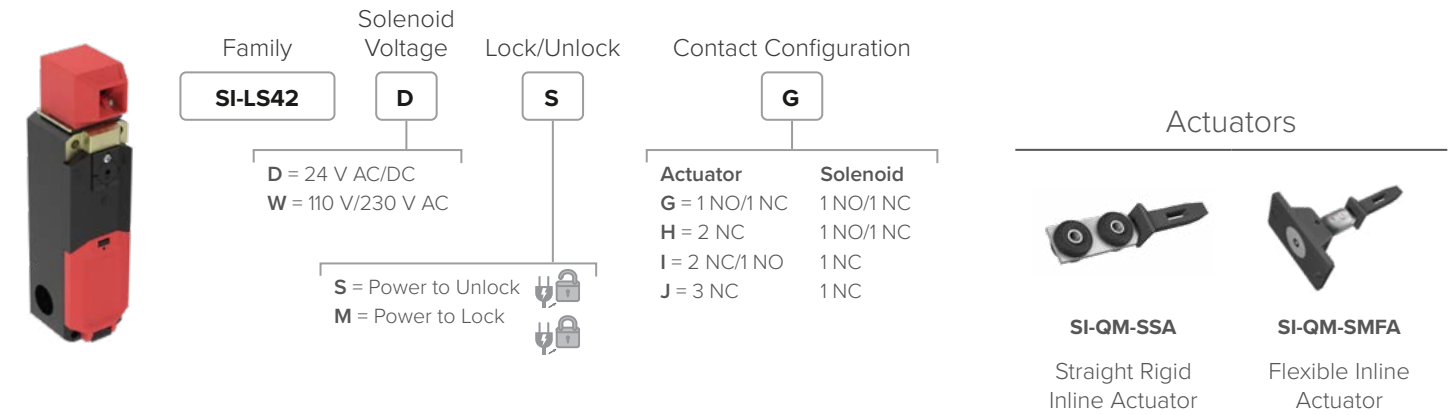 Family
Solenoid
Voltage
Lock/Unlock
Contact Configuration
SI-LS42
D
S
G
D = 24 V AC/DC
W = 110 V/230 V AC
S = Power to Unlock
M = Power to Lock
Actuator Solenoid
G = 1 NO/1 NC 1 NO/1 NC
H = 2 NC 1 NO/1 NC
I = 2 NC/1 NO 1 NC
J = 3 NC 1 NC
Actuators
SI-QM-SSA
Straight Rigid
Inline Actuator
SI-QM-SMFA
Flexible Inline
Actuator